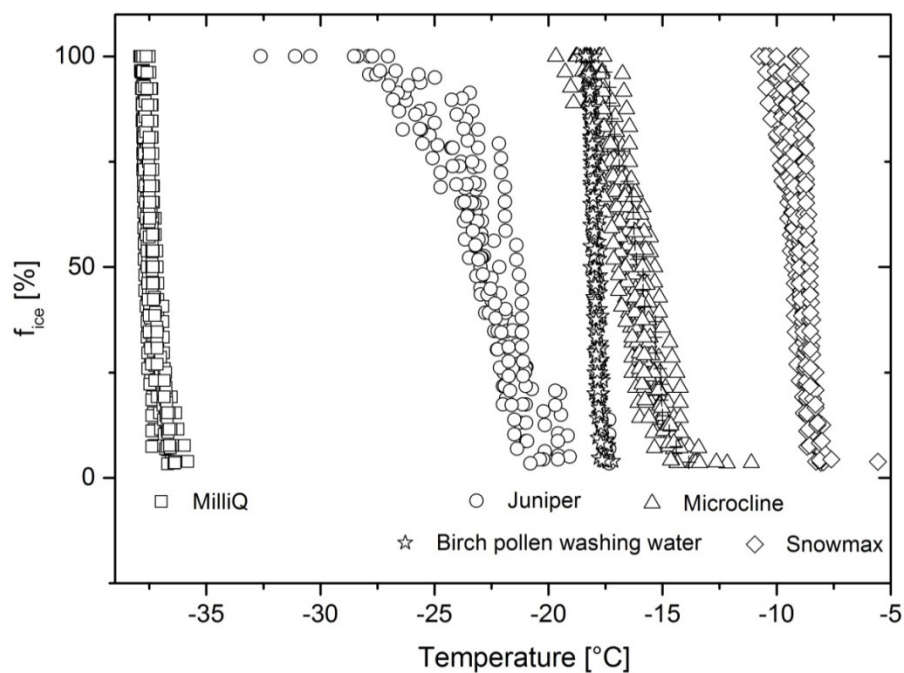 100
50
0
f_ice [%]
MilliQ
Juniper
Microcline
Birch pollen washing water
Snowmax
-35 -30 -25 -20 -15 -10 -5
Temperature [°C]